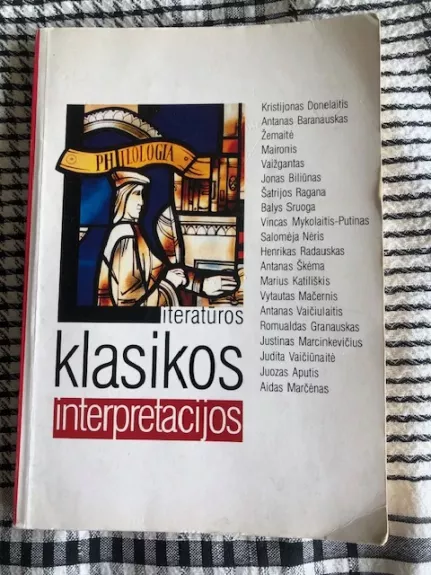 PHILOLOGIA
literatūros
klasikos
interpretacijos
Kristijonas Donelaitis
Antanas Baranauskas
Žemaitė
Maironis
Vaižgantas
Jonas Biliūnas
Šatrijos Ragana
Balys Sruoga
Vincas Mykolaitis-Putinas
Salomėja Nėris
Henrikas Radauskas
Antanas Škėma
Marius Katiliškis
Vytautas Mačernis
Antanas Vaičiulaitis
Romualdas Granauskas
Justinas Marcinkevičius
Judita Vaičiūnaitė
Juozas Aputis
Aidas Marčėnas